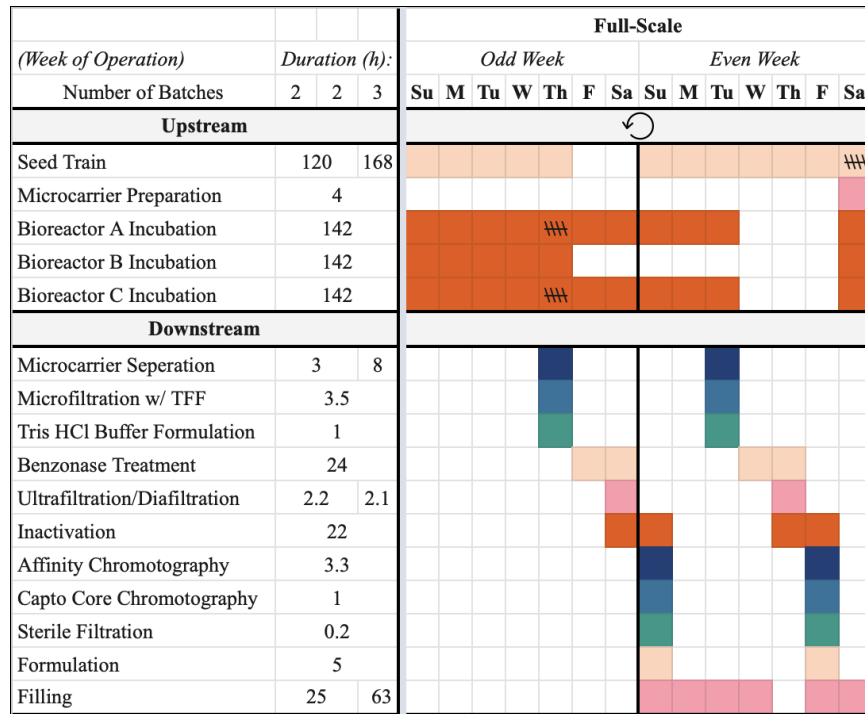 Full-Scale
(Week of Operation) Duration (h): Odd Week Even Week
Number of Batches 2 2 3 Su M Tu W Th F Sa Su M Tu W Th F Sa
Upstream
Seed Train 120 168
Microcarrier Preparation 4
Bioreactor A Incubation 142
Bioreactor B Incubation 142
Bioreactor C Incubation 142
Downstream
Microcarrier Seperation 3 8
Microfiltration w/ TFF 3.5
Tris HCl Buffer Formulation 1
Benzonase Treatment 24
Ultrafiltration/Diafiltration 2.2 2.1
Inactivation 22
Affinity Chromotography 3.3
Capto Core Chromotography 1
Sterile Filtration 0.2
Formulation 5
Filling 25 63